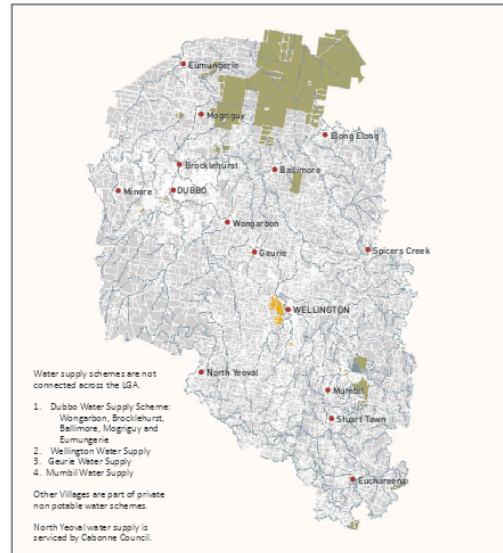 Eumungerie
Mogriguy
Elong Elong
Brocklehurst
Ballimore
Minore
DUBBO
Wongarbon
Geurie
Spicers Creek
WELLINGTON
North Yeoval
Mumbil
Stuart Town
Euchareena
Water supply schemes are not
connected across the LGA.
1. Dubbo Water Supply Scheme:
Wongarbon, Brocklehurst,
Ballimore, Mogriguy and
Eumungerie
2. Wellington Water Supply
3. Geurie Water Supply
4. Mumbil Water Supply
Other Villages are part of private
non potable water schemes.
North Yeoval water supply is
serviced by Cabonne Council.